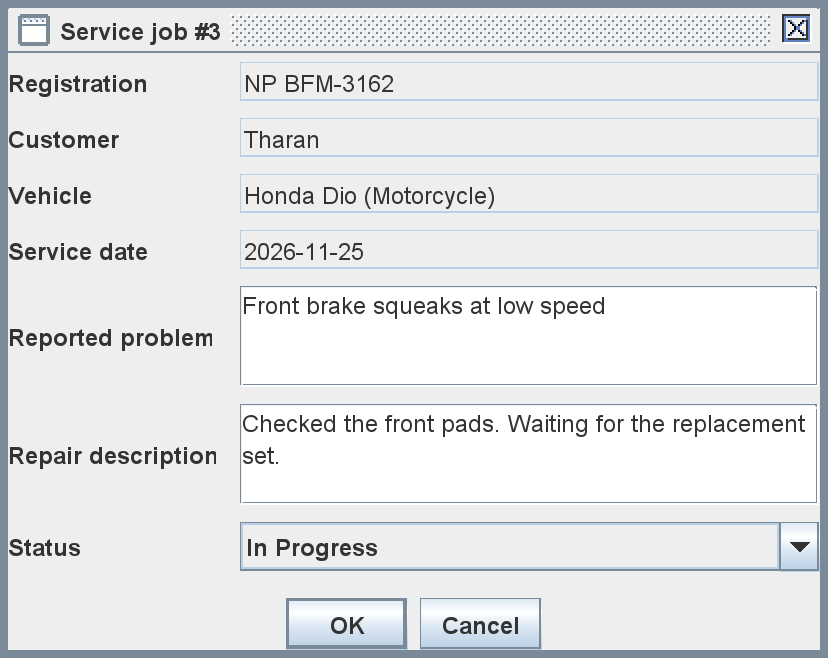 Service job #3
Registration NP BFM-3162
Customer Tharan
Vehicle Honda Dio (Motorcycle)
Service date 2026-11-25
Reported problem Front brake squeaks at low speed
Repair description Checked the front pads. Waiting for the replacement
set.
Status In Progress
OK Cancel